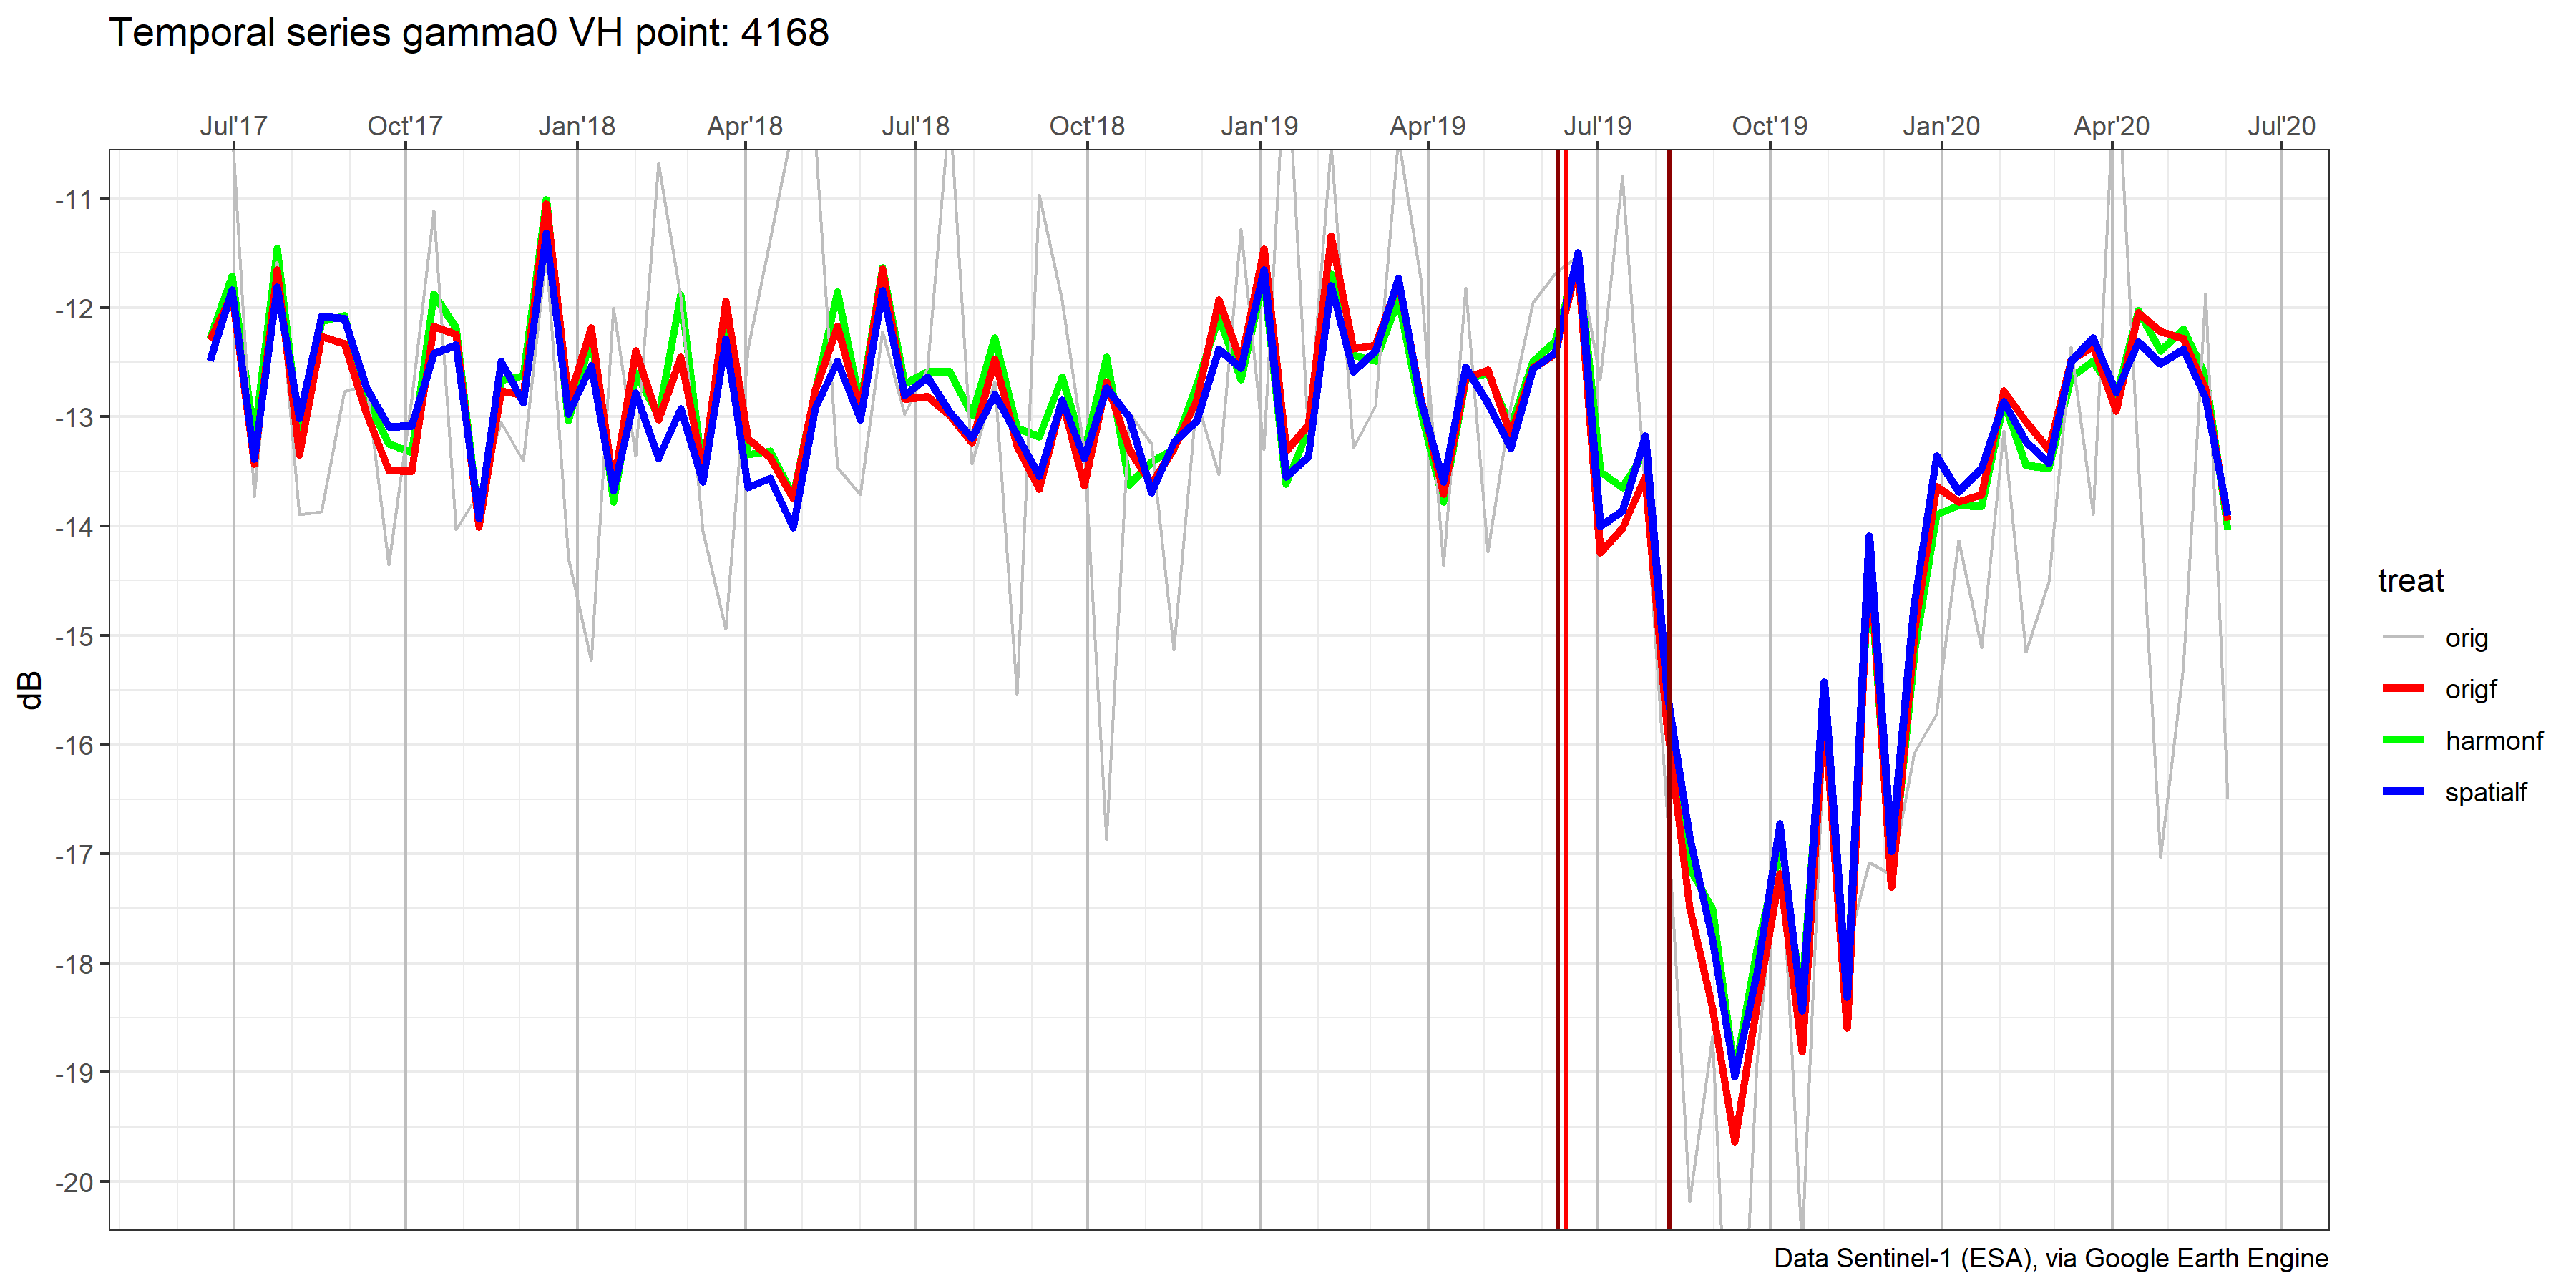 Temporal series gamma0 VH point: 4168
Jul'17 Oct'17 Jan'18 Apr'18 Jul'18 Oct'18 Jan'19 Apr'19 Jul'19 Oct'19 Jan'20 Apr'20 Jul'20
-11
-12
-13
-14
-15
-16
-17
-18
-19
-20
dB
treat
orig
origf
harmonf
spatialf
Data Sentinel-1 (ESA), via Google Earth Engine